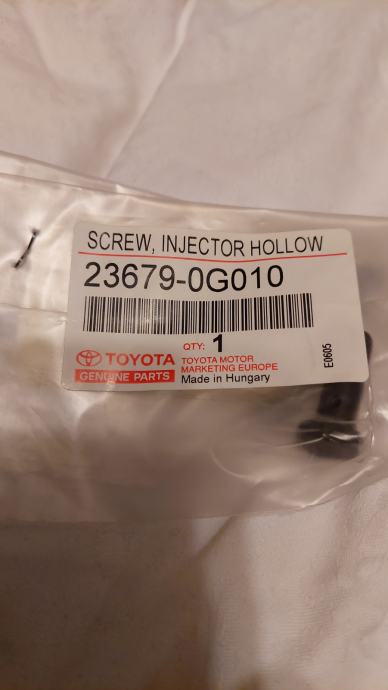 SCREW, INJECTOR HOLLOW
23679-0G010
QTY: 1
TOYOTA
GENUINE PARTS
TOYOTA MOTOR
MARKETING EUROPE
Made in Hungary
E0605